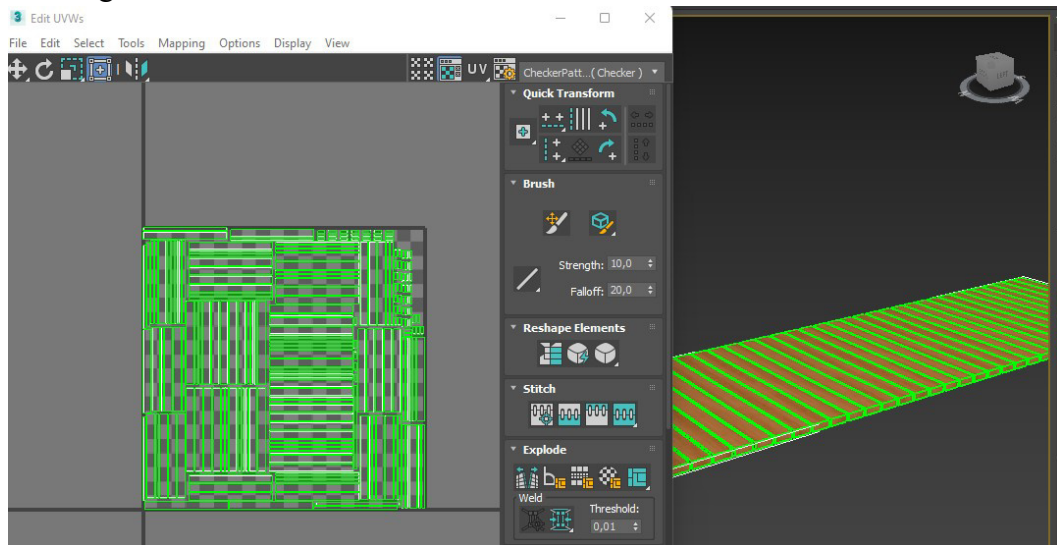 3 Edit UVWs
File Edit Select Tools Mapping Options Display View
UV CheckerPatt...( Checker )
Quick Transform
Brush
Strength: 10,0
Falloff: 20,0
Reshape Elements
Stitch
Explode
Weld
Threshold:
0,01